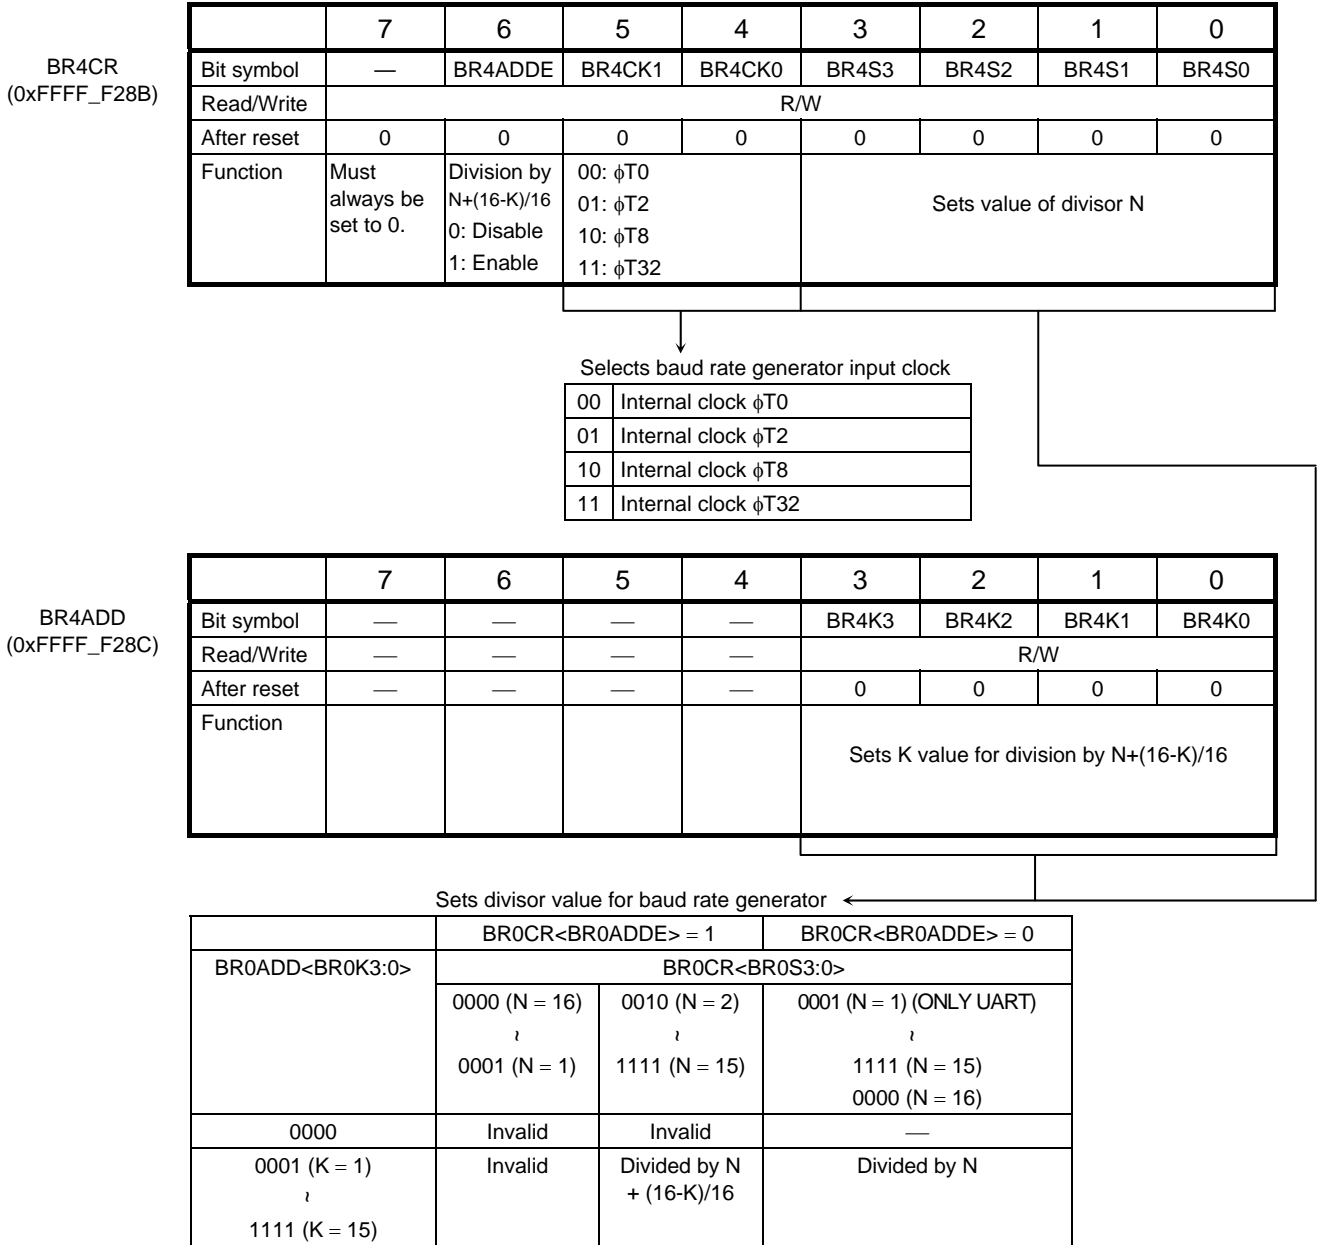 7 6 5 4 3 2 1 0
BR4CR
(0xFFFF_F28B)
Bit symbol — BR4ADDE BR4CK1 BR4CK0 BR4S3 BR4S2 BR4S1 BR4S0
Read/Write R/W
After reset 0 0 0 0 0 0 0 0
Function
Must
always be
set to 0.
Division by
N+(16-K)/16
0: Disable
1: Enable
00: ϕT0
01: ϕT2
10: ϕT8
11: ϕT32
Sets value of divisor N
Selects baud rate generator input clock
00 Internal clock ϕT0
01 Internal clock ϕT2
10 Internal clock ϕT8
11 Internal clock ϕT32
7 6 5 4 3 2 1 0
BR4ADD
(0xFFFF_F28C)
Bit symbol — — — — BR4K3 BR4K2 BR4K1 BR4K0
Read/Write — — — — R/W
After reset — — — — 0 0 0 0
Function
Sets K value for division by N+(16-K)/16
Sets divisor value for baud rate generator
BR0CR<BR0ADDE> = 1 BR0CR<BR0ADDE> = 0
BR0ADD<BR0K3:0> BR0CR<BR0S3:0>
0000 (N = 16) 0010 (N = 2) 0001 (N = 1) (ONLY UART)
≀ ≀ ≀
0001 (N = 1) 1111 (N = 15) 1111 (N = 15)
0000 (N = 16)
0000 Invalid Invalid —
0001 (K = 1) Invalid Divided by N Divided by N
≀ + (16-K)/16
1111 (K = 15)